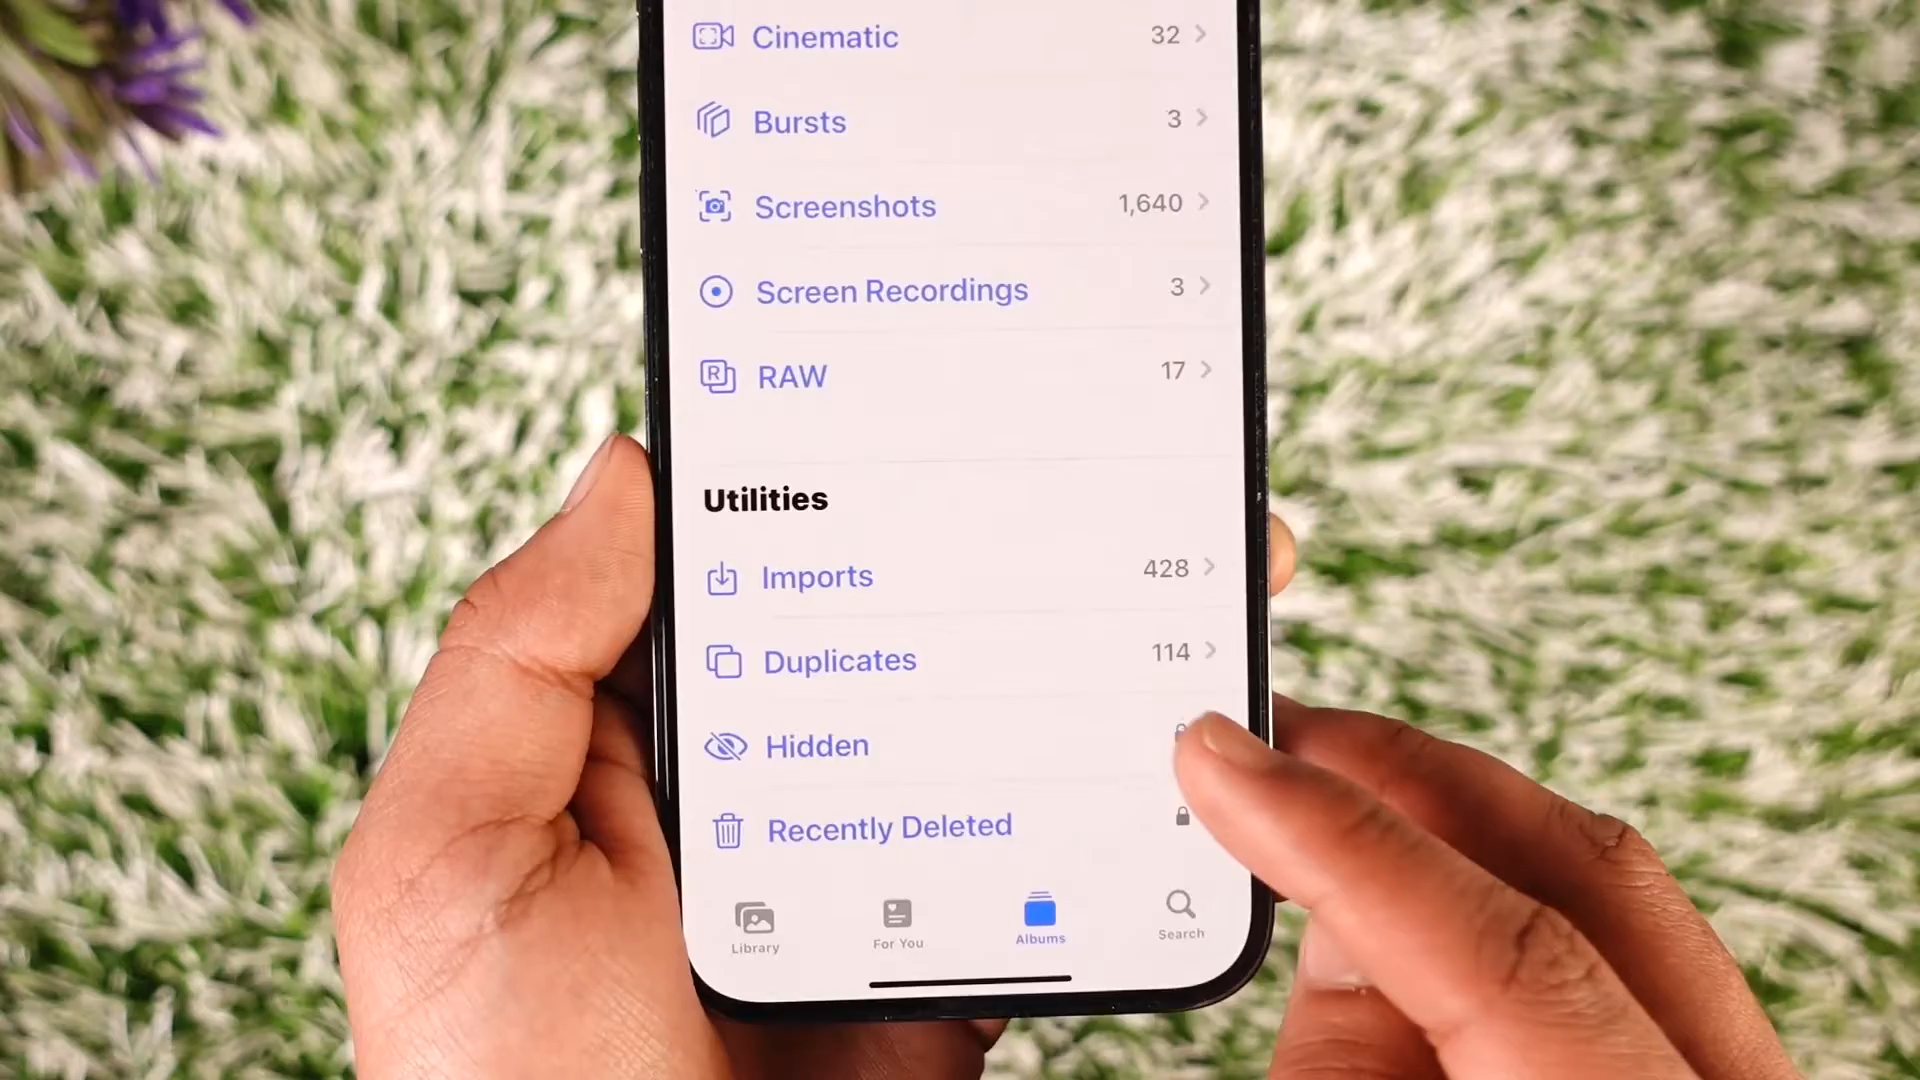 Cinematic 32
Bursts 3
Screenshots 1,640
Screen Recordings 3
RAW 17
Utilities
Imports 428
Duplicates 114
Hidden
Recently Deleted
Library For You Albums Search